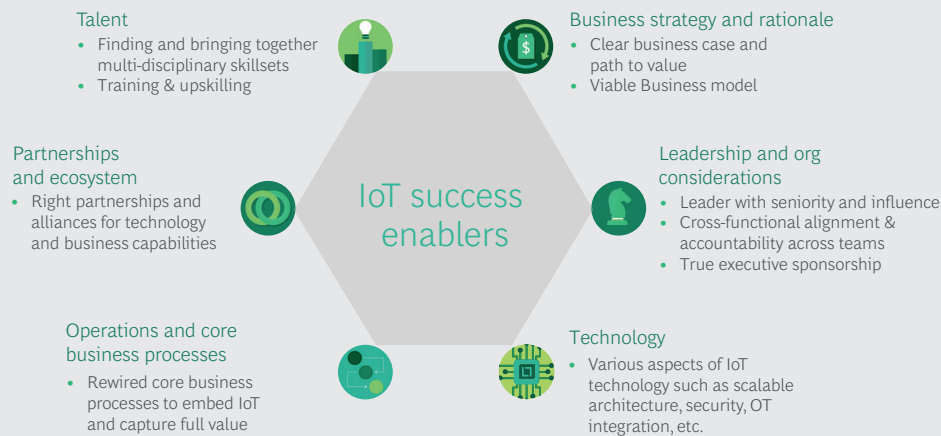 Talent
• Finding and bringing together
multi-disciplinary skillsets
• Training & upskilling
Business strategy and rationale
• Clear business case and
path to value
• Viable Business model
Partnerships
and ecosystem
• Right partnerships and
alliances for technology
and business capabilities
IoT success
enablers
Leadership and org
considerations
• Leader with seniority and influence
• Cross-functional alignment &
accountability across teams
• True executive sponsorship
Operations and core
business processes
• Rewired core business
processes to embed IoT
and capture full value
Technology
• Various aspects of IoT
technology such as scalable
architecture, security, OT
integration, etc.
$